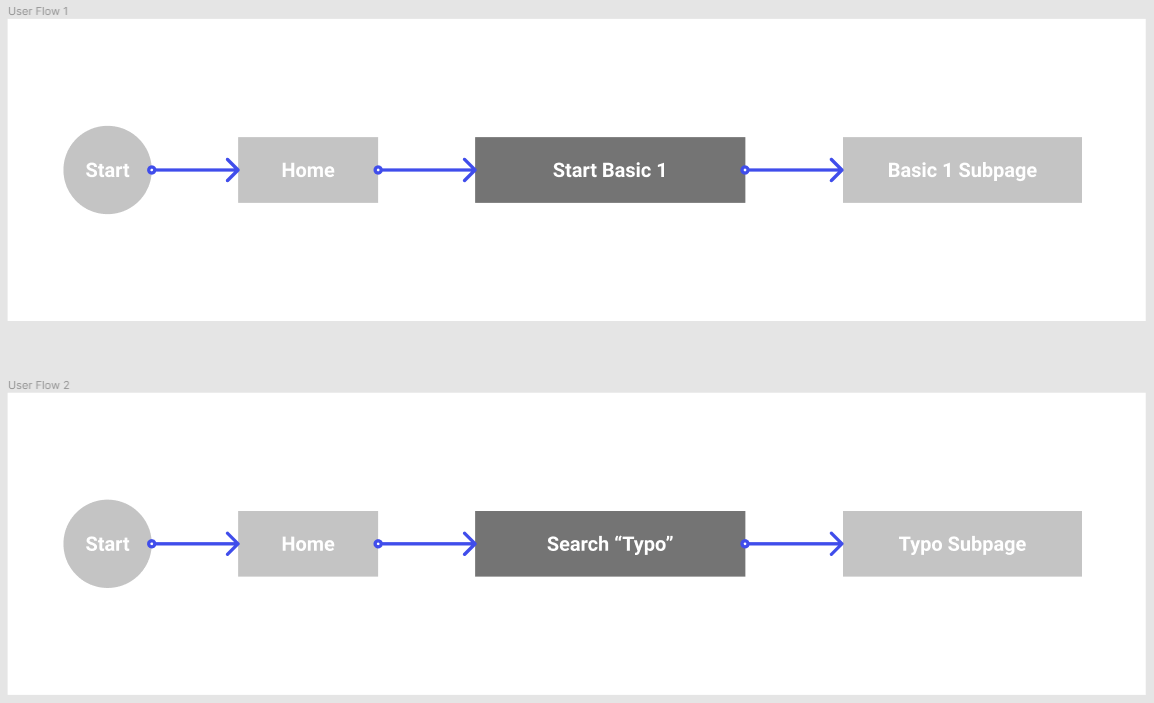 User Flow 1
Start
Home
Start Basic 1
Basic 1 Subpage
User Flow 2
Start
Home
Search “Typo”
Typo Subpage